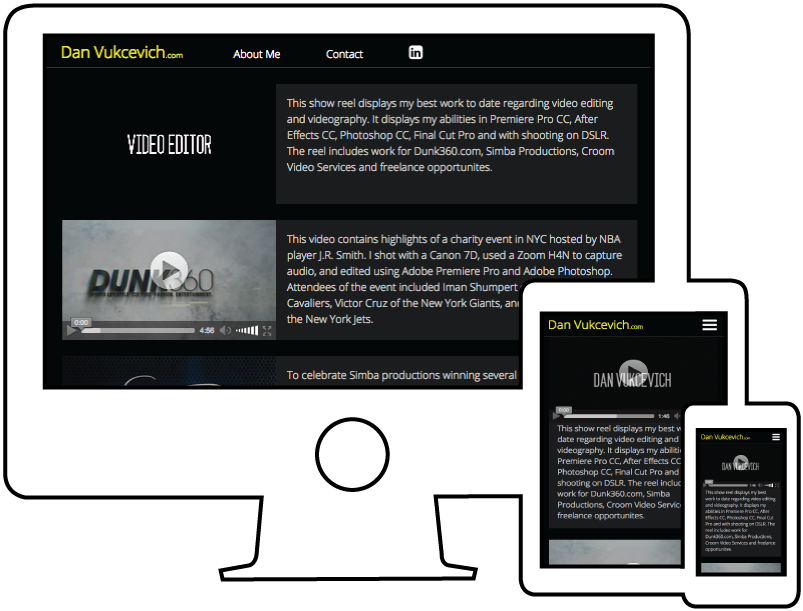 Dan Vukcevich.com
About Me
Contact
in
VIDEO EDITOR
This show reel displays my best work to date regarding video editing
and videography. It displays my abilities in Premiere Pro CC, After
Effects CC, Photoshop CC, Final Cut Pro and with shooting on DSLR.
The reel includes work for Dunk360.com, Simba Productions, Croom
Video Services and freelance opportunites.
DUNK360
0:00
4:56
This video contains highlights of a charity event in NYC hosted by NBA
player J.R. Smith. I shot with a Canon 7D, used a Zoom H4N to capture
audio, and edited using Adobe Premiere Pro and Adobe Photoshop.
Attendees of the event included Iman Shumpert
Cavaliers, Victor Cruz of the New York Giants, and
the New York Jets.
To celebrate Simba productions winning several
Dan Vukcevich.com
DAN VUKCEVICH
0:00
1:46
This show reel displays my best
date regarding video editing and
videography. It displays my
Premiere Pro CC, After Effects CC
Photoshop CC, Final Cut Pro and
shooting on DSLR. The reel
work for Dunk360.com, Simba
Productions, Croom Video
freelance opportunites.
Dan Vukcevich.com
DAN VUKCEVICH
This show reel displays my best
work to date regarding video editing
and videography. It displays my
abilities in Premiere Pro CC, After
Effects CC, Photoshop CC, Final Cut
Pro and with shooting on DSLR. The
reel includes work for
Dunk360.com, Simba Productions,
Croom Video Services and freelance
opportunites.